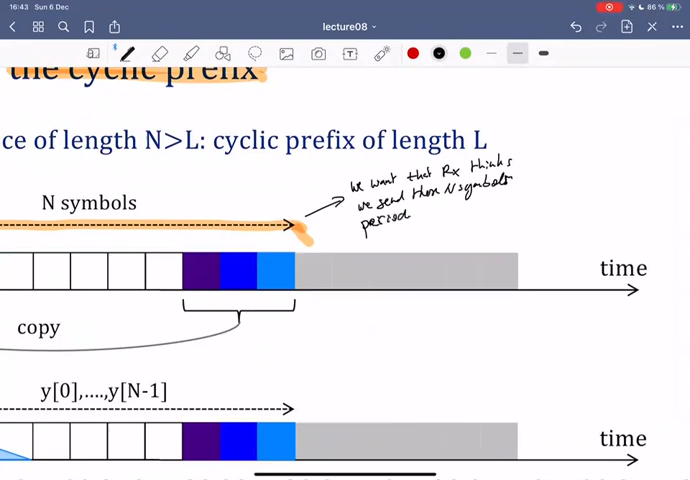 16:43 Sun 6 Dec
86 %
lecture08
the cyclic prefix
ce of length N>L: cyclic prefix of length L
N symbols
we want that Rx thinks
we send these N symbols
period
time
copy
y[0],....,y[N-1]
time